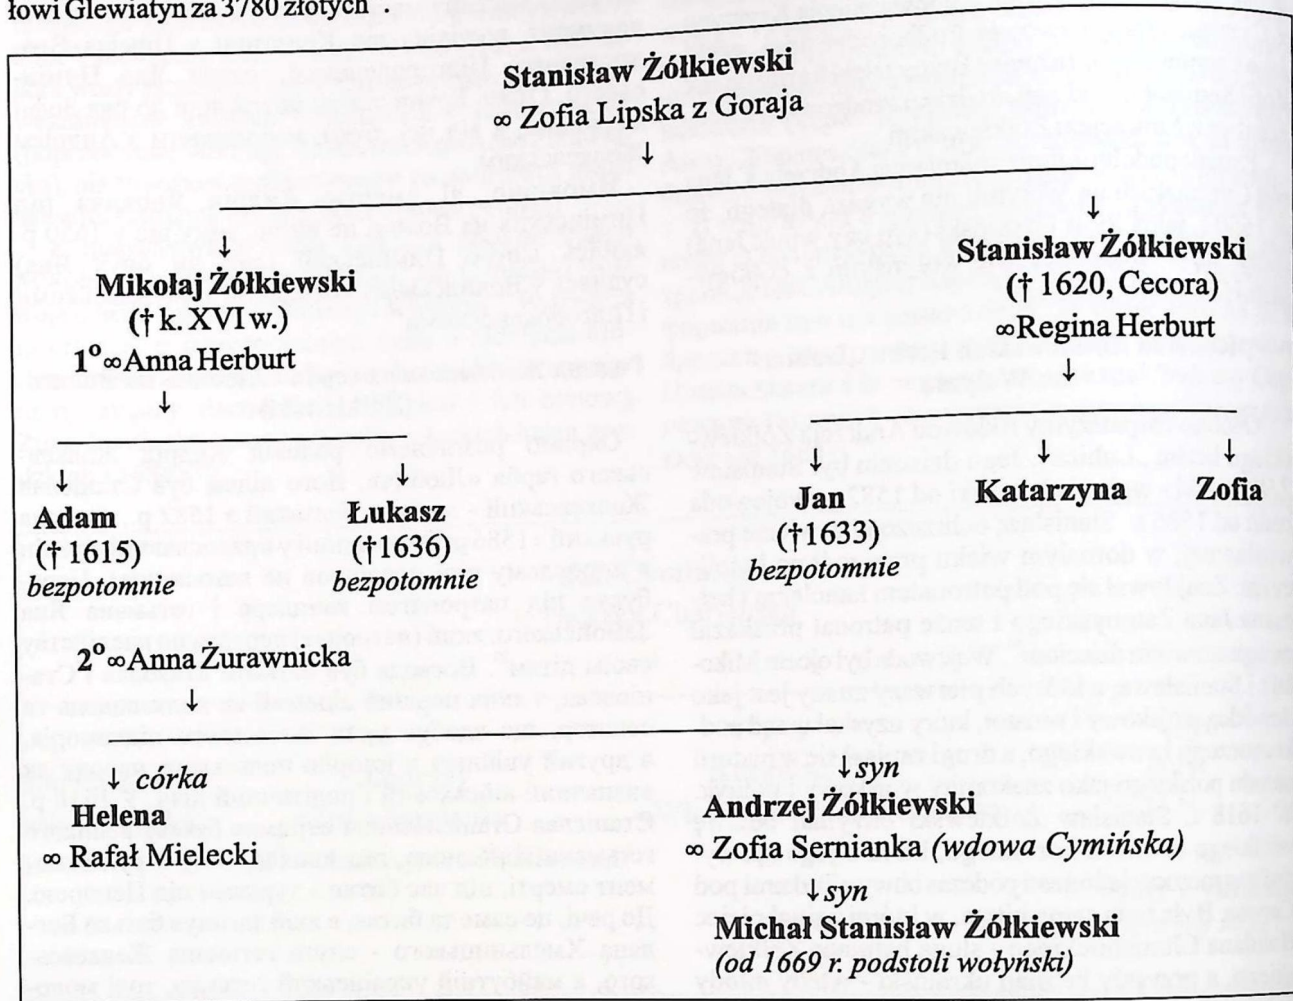 łowi Glewiatyn za 3780 złotych .
Stanisław Żółkiewski
∞ Zofia Lipska z Goraja
↓
↓ ↓
Mikołaj Żółkiewski Stanisław Żółkiewski
(† k. XVI w.) († 1620, Cecora)
1° ∞ Anna Herburt ∞Regina Herburt
↓ ↓
↓ ↓ ↓ ↓ ↓
Adam Łukasz Jan Katarzyna Zofia
(† 1615) (†1636) (†1633)
bezpotomnie bezpotomnie bezpotomnie
2° ∞Anna Żurawnicka
↓
↓ córka ↓ syn
Helena Andrzej Żółkiewski
∞ Rafał Mielecki ∞ Zofia Sernianka (wdowa Cymińska)
↓ syn
Michał Stanisław Żółkiewski
(od 1669 r. podstoli wołyński)